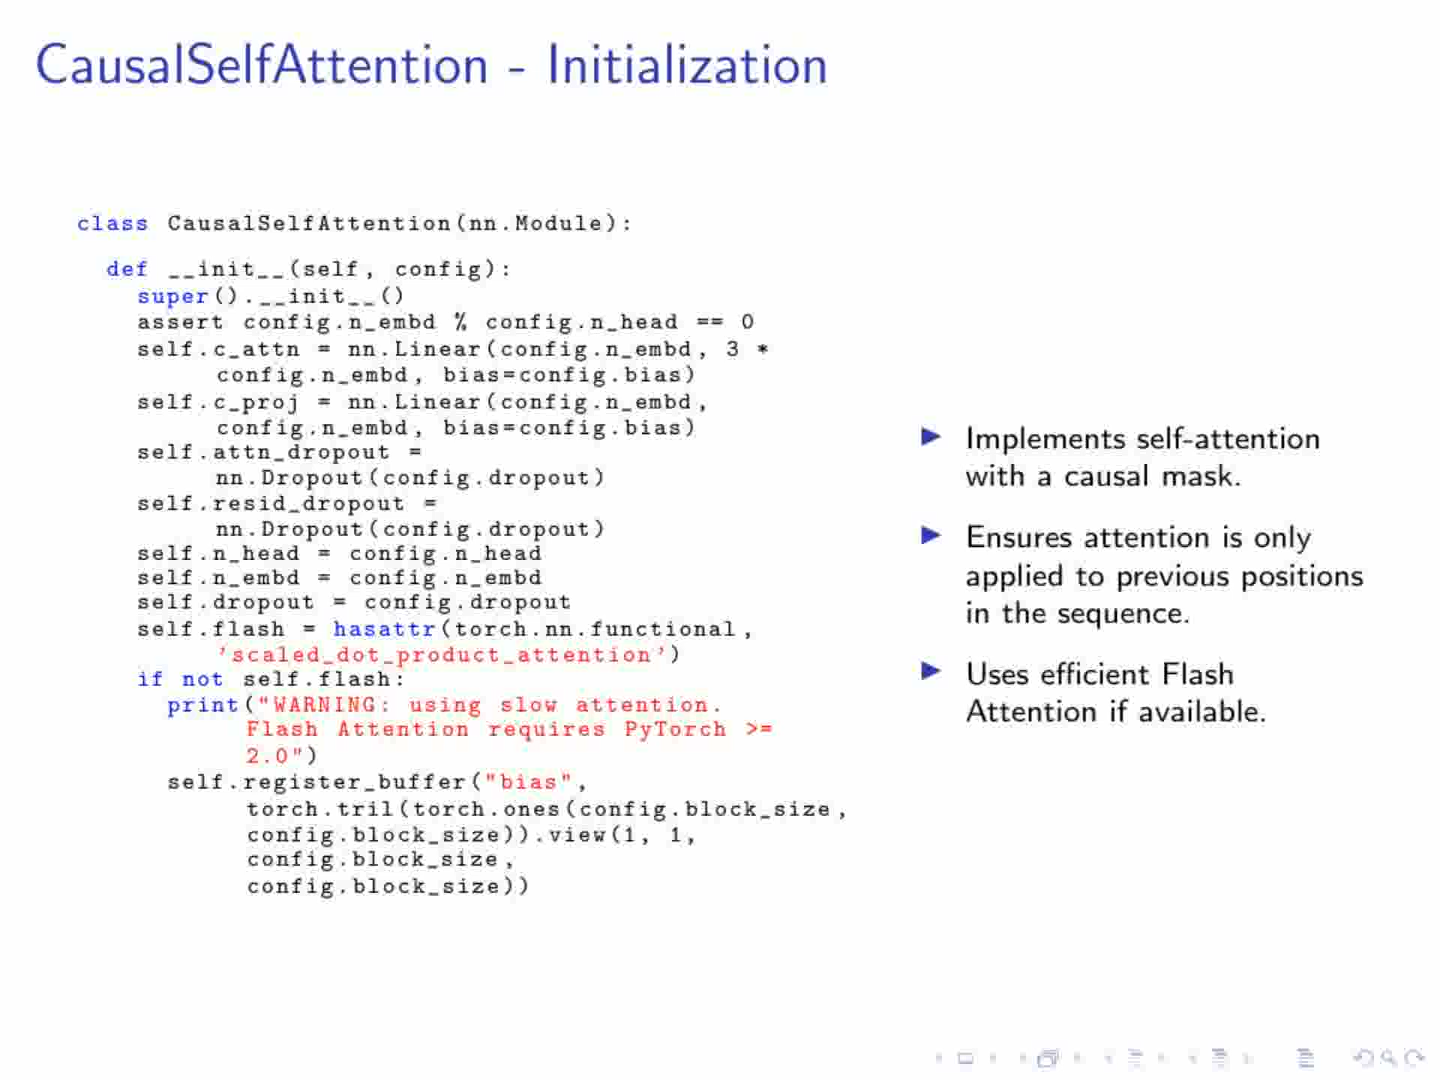 CausalSelfAttention - Initialization
class CausalSelfAttention(nn.Module):
def __init__(self, config):
super().__init__()
assert config.n_embd % config.n_head == 0
self.c_attn = nn.Linear(config.n_embd, 3 *
config.n_embd, bias=config.bias)
self.c_proj = nn.Linear(config.n_embd,
config.n_embd, bias=config.bias)
self.attn_dropout =
nn.Dropout(config.dropout)
self.resid_dropout =
nn.Dropout(config.dropout)
self.n_head = config.n_head
self.n_embd = config.n_embd
self.dropout = config.dropout
self.flash = hasattr(torch.nn.functional,
'scaled_dot_product_attention')
if not self.flash:
print("WARNING: using slow attention.
Flash Attention requires PyTorch >=
2.0")
self.register_buffer("bias",
torch.tril(torch.ones(config.block_size,
config.block_size)).view(1, 1,
config.block_size,
config.block_size))
Implements self-attention
with a causal mask.
Ensures attention is only
applied to previous positions
in the sequence.
Uses efficient Flash
Attention if available.